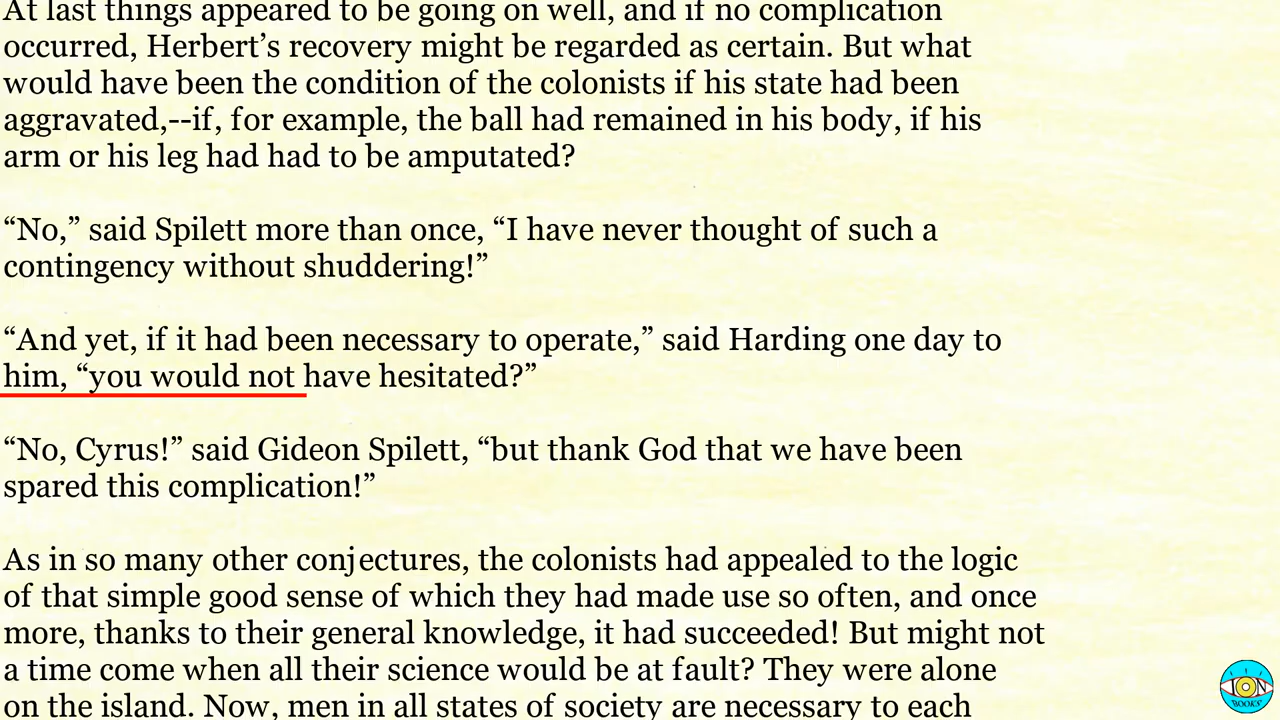 At last things appeared to be going on well, and if no complication
occurred, Herbert’s recovery might be regarded as certain. But what
would have been the condition of the colonists if his state had been
aggravated,--if, for example, the ball had remained in his body, if his
arm or his leg had had to be amputated?
“No,” said Spilett more than once, “I have never thought of such a
contingency without shuddering!”
“And yet, if it had been necessary to operate,” said Harding one day to
him, “you would not have hesitated?”
“No, Cyrus!” said Gideon Spilett, “but thank God that we have been
spared this complication!”
As in so many other conjectures, the colonists had appealed to the logic
of that simple good sense of which they had made use so often, and once
more, thanks to their general knowledge, it had succeeded! But might not
a time come when all their science would be at fault? They were alone
on the island. Now, men in all states of society are necessary to each
ION
BOOKS